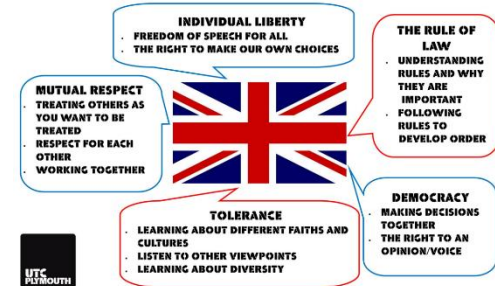 INDIVIDUAL LIBERTY
. FREEDOM OF SPEECH FOR ALL
. THE RIGHT TO MAKE OUR OWN CHOICES
THE RULE OF
LAW
. UNDERSTANDING
RULES AND WHY
THEY ARE
IMPORTANT
. FOLLOWING
RULES TO
DEVELOP ORDER
MUTUAL RESPECT
. TREATING OTHERS AS
YOU WANT TO BE
TREATED
. RESPECT FOR EACH
OTHER
. WORKING TOGETHER
DEMOCRACY
. MAKING DECISIONS
TOGETHER
. THE RIGHT TO AN
OPINION/VOICE
TOLERANCE
. LEARNING ABOUT DIFFERENT FAITHS AND
CULTURES
. LISTEN TO OTHER VIEWPOINTS
. LEARNING ABOUT DIVERSITY
UTC
PLYMOUTH